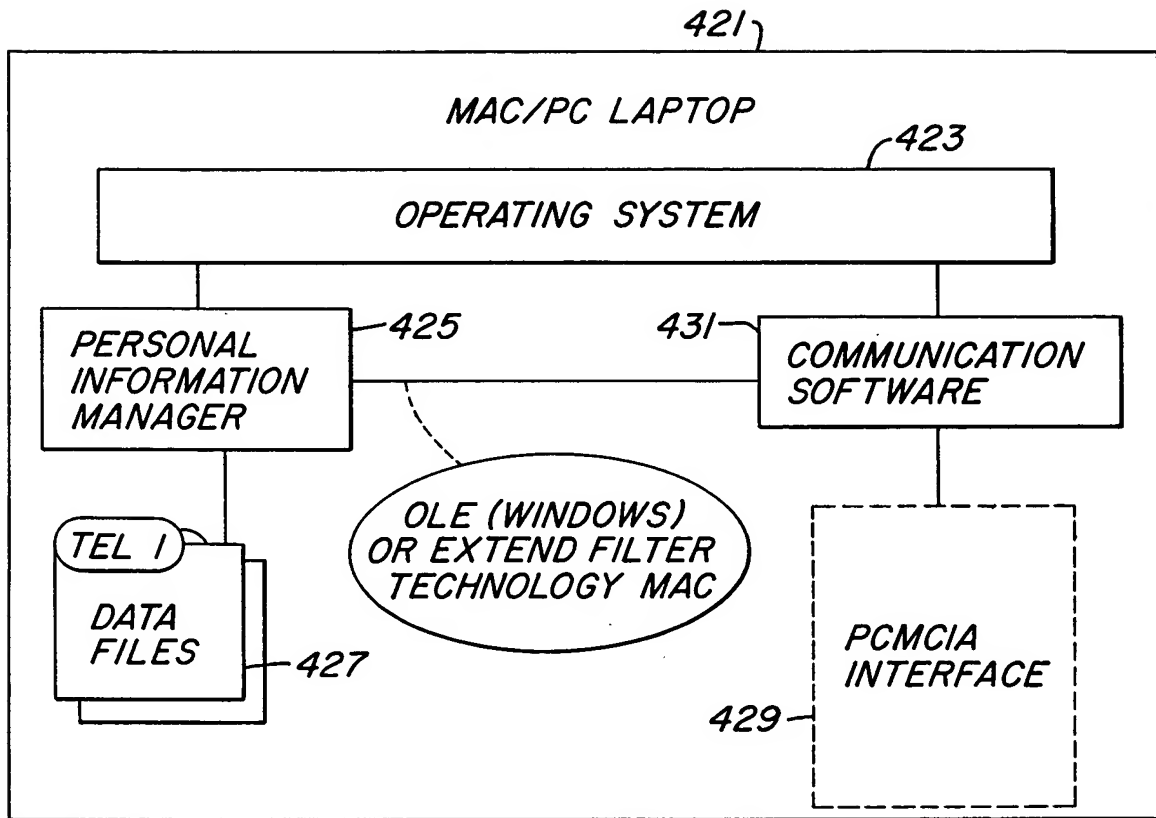 421
MAC/PC LAPTOP
423
OPERATING SYSTEM
425
431
PERSONAL
INFORMATION
MANAGER
COMMUNICATION
SOFTWARE
OLE (WINDOWS)
OR EXTEND FILTER
TECHNOLOGY MAC
TEL 1
DATA
FILES
427
PCMCIA
INTERFACE
429